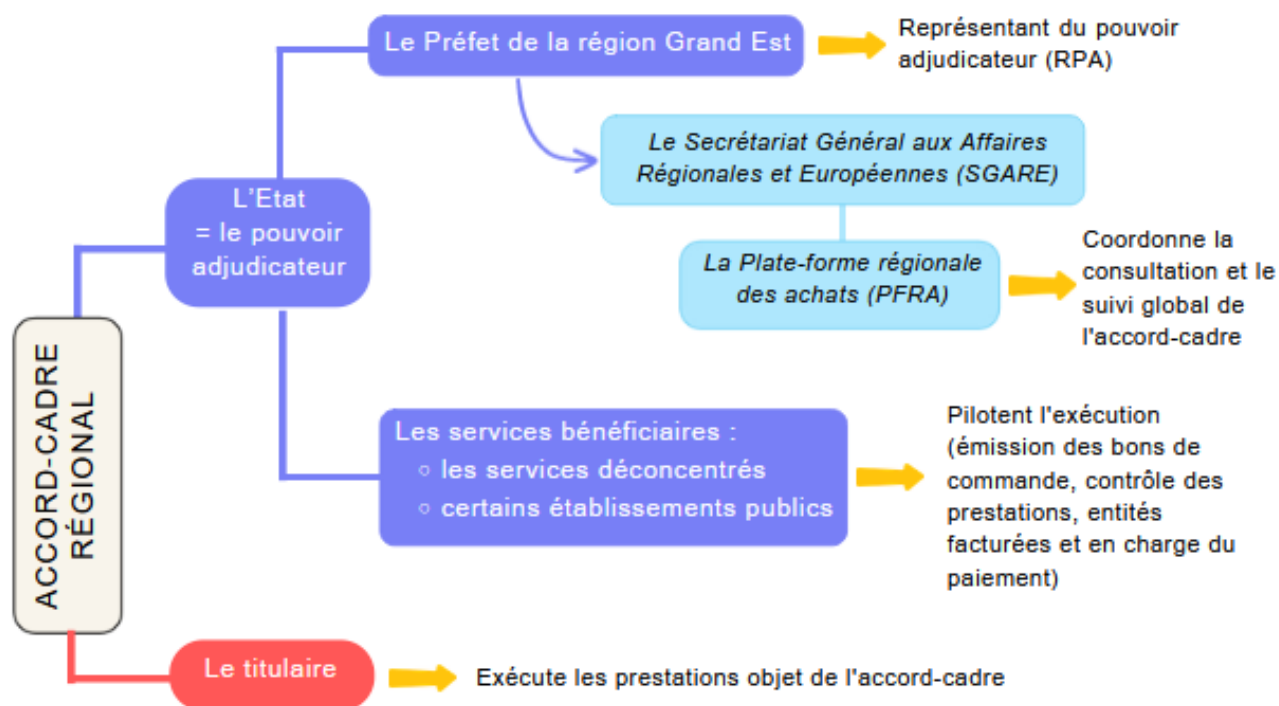 Le Préfet de la région Grand Est
Représentant du pouvoir
adjudicateur (RPA)
Le Secrétariat Général aux Affaires
Régionales et Européennes (SGARE)
L'Etat
= le pouvoir
adjudicateur
La Plate-forme régionale
des achats (PFRA)
Coordonne la
consultation et le
suivi global de
l'accord-cadre
ACCORD-CADRE
RÉGIONAL
Les services bénéficiaires :
○ les services déconcentrés
○ certains établissements publics
Pilotent l'exécution
(émission des bons de
commande, contrôle des
prestations, entités
facturées et en charge du
paiement)
Le titulaire
Exécute les prestations objet de l'accord-cadre